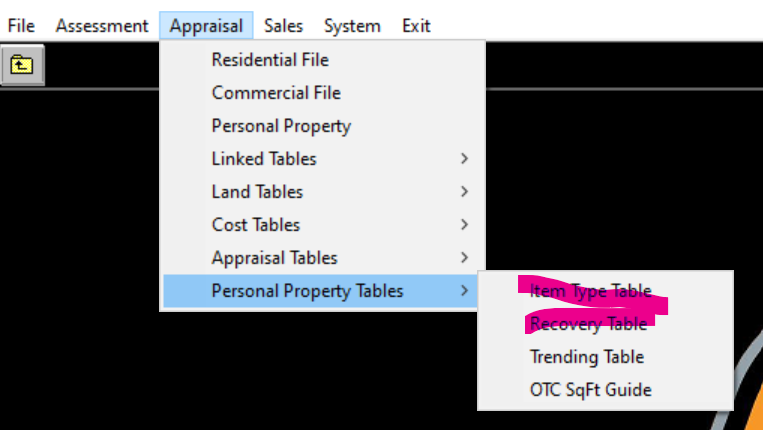 File Assessment Appraisal Sales System Exit
Residential File
Commercial File
Personal Property
Linked Tables
Land Tables
Cost Tables
Appraisal Tables
Personal Property Tables
Item Type Table
Recovery Table
Trending Table
OTC SqFt Guide